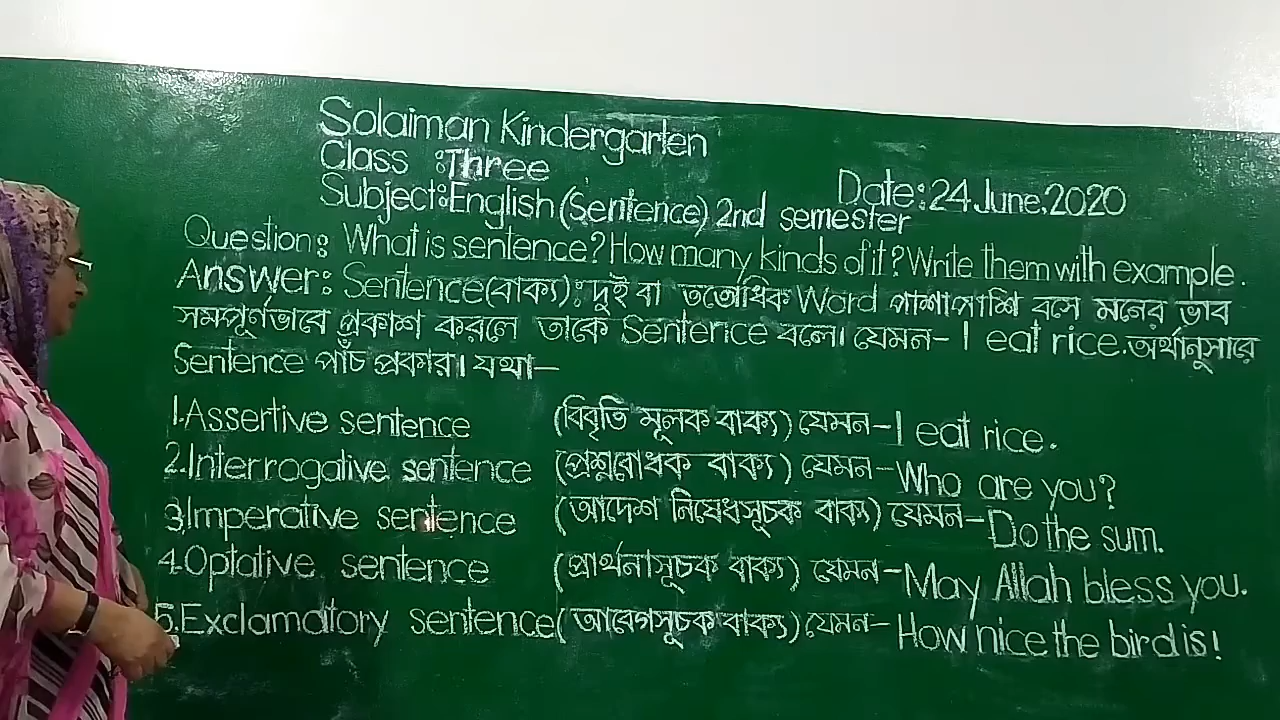 Solaiman Kindergarten
Class : Three
Date: 24 June, 2020
Subject: English (Sentence) 2nd semester
Question: What is sentence? How many kinds of it? Write them with example.
Answer: Sentence (বাক্য): দুই বা ততোধিক Word পাশাপাশি বসে মনের ভাব
সমপূর্ণভাবে প্রকাশ করলে তাকে Sentence বলে। যেমন- I eat rice. অর্থানুসারে
Sentence পাঁচ প্রকার। যথা-
1. Assertive sentence (বিবৃতি মূলক বাক্য) যেমন- I eat rice.
2. Interrogative sentence (প্রশ্নবোধক বাক্য) যেমন- Who are you?
3. Imperative sentence (আদেশ নিষেধসূচক বাক্য) যেমন- Do the sum.
4. Optative sentence (প্রার্থনাসূচক বাক্য) যেমন- May Allah bless you.
5. Exclamatory sentence (আবেগসূচক বাক্য) যেমন- How nice the bird is!